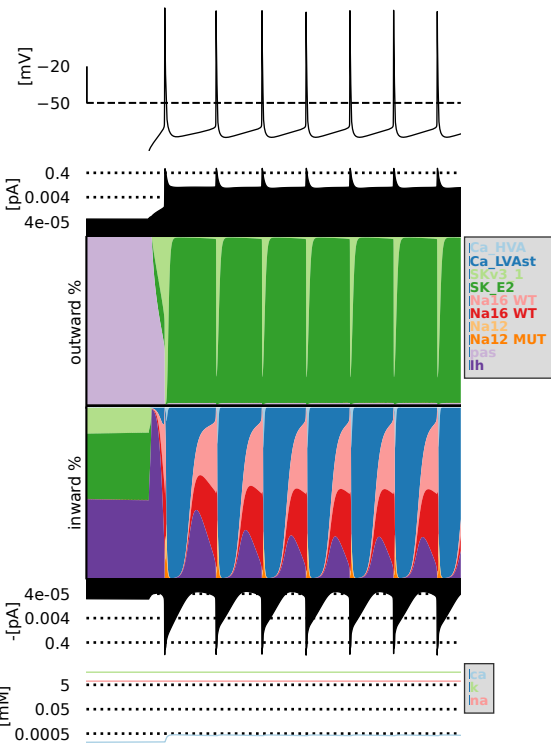 [mV]
−20
−50
[pA]
0.4
0.004
4e-05
outward %
Ca_HVA
Ca_LVAst
SKv3_1
SK_E2
Na16 WT
Na16 WT
Na12
Na12 MUT
pas
Ih
inward %
4e-05
0.004
0.4
-[pA]
ca
k
na
5
0.05
0.0005
[mM]